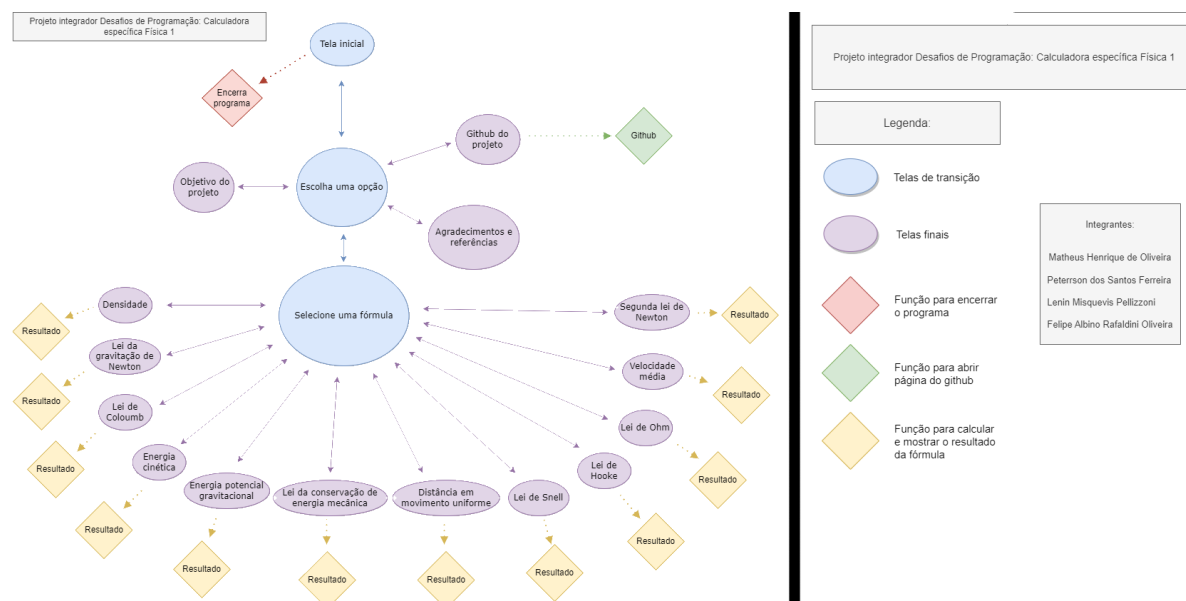 Projeto integrador Desafios de Programação: Calculadora
específica Física 1
Tela inicial
Encerra
programa
Github do
projeto
Github
Objetivo do
projeto
Escolha uma opção
Agradecimentos e
referências
Selecione uma fórmula
Densidade
Resultado
Lei da
gravitação de
Newton
Resultado
Lei de
Coloumb
Resultado
Energia
cinética
Resultado
Energia potencial
gravitacional
Resultado
Lei da conservação de
energia mecânica
Resultado
Distância em
movimento uniforme
Resultado
Lei de Snell
Resultado
Lei de
Hooke
Resultado
Lei de Ohm
Resultado
Velocidade
média
Resultado
Segunda lei de
Newton
Resultado
Projeto integrador Desafios de Programação: Calculadora específica Física 1
Legenda:
Telas de transição
Telas finais
Função para encerrar
o programa
Função para abrir
página do github
Função para calcular
e mostrar o resultado
da fórmula
Integrantes:
Matheus Henrique de Oliveira
Peterrson dos Santos Ferreira
Lenin Misquevis Pellizzoni
Felipe Albino Rafaldini Oliveira